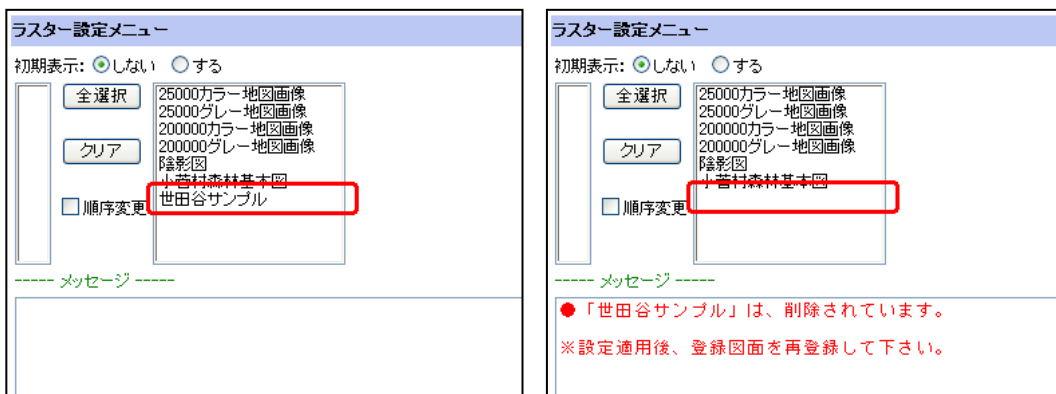 ラスター設定メニュー
初期表示: しない する
全選択
クリア
順序変更
25000カラー地図画像
25000グレー地図画像
200000カラー地図画像
200000グレー地図画像
陰影図
小菅村森林基本図
世田谷サンプル
----- メッセージ -----
ラスター設定メニュー
初期表示: しない する
全選択
クリア
順序変更
25000カラー地図画像
25000グレー地図画像
200000カラー地図画像
200000グレー地図画像
陰影図
小菅村森林基本図
----- メッセージ -----
●「世田谷サンプル」は、削除されています。
※設定適用後、登録図面を再登録して下さい。